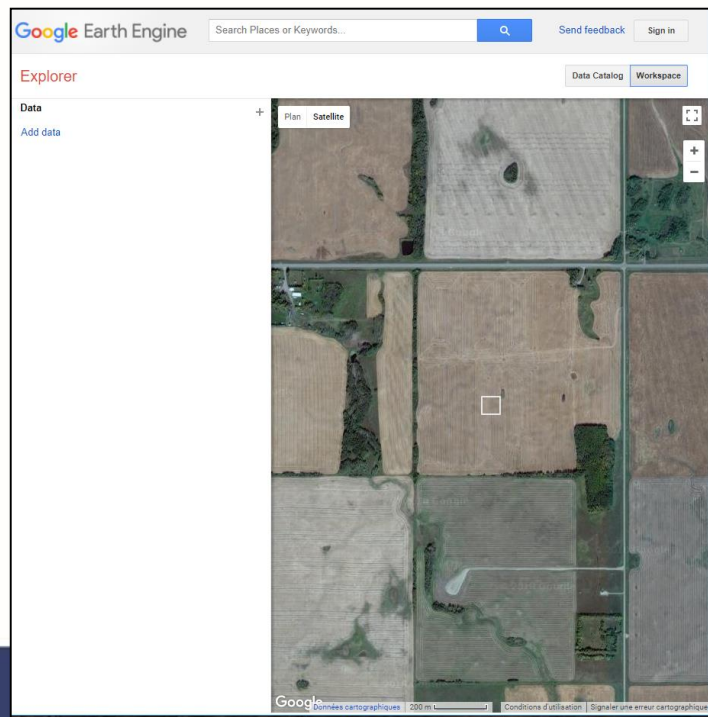 Google Earth Engine
Search Places or Keywords...
Send feedback
Sign in
Explorer
Data Catalog
Workspace
Data
+
Add data
Plan
Satellite
+
−
Google
Données cartographiques
200 m
Conditions d'utilisation
Signaler une erreur cartographique